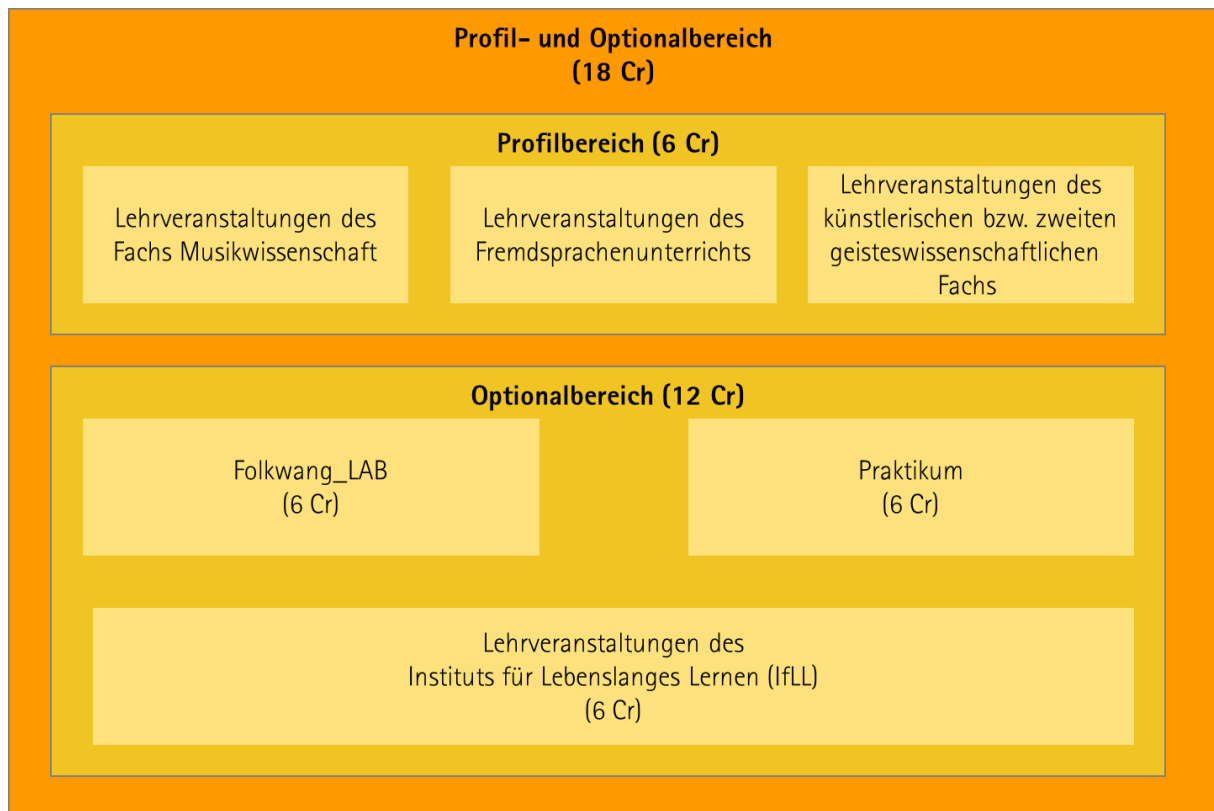 Profil- und Optionalbereich
(18 Cr)
Profilbereich (6 Cr)
Lehrveranstaltungen des
Fachs Musikwissenschaft
Lehrveranstaltungen des
Fremdsprachenunterrichts
Lehrveranstaltungen des
künstlerischen bzw. zweiten
geisteswissenschaftlichen
Fachs
Optionalbereich (12 Cr)
Folkwang_LAB
(6 Cr)
Praktikum
(6 Cr)
Lehrveranstaltungen des
Instituts für Lebenslanges Lernen (IfLL)
(6 Cr)